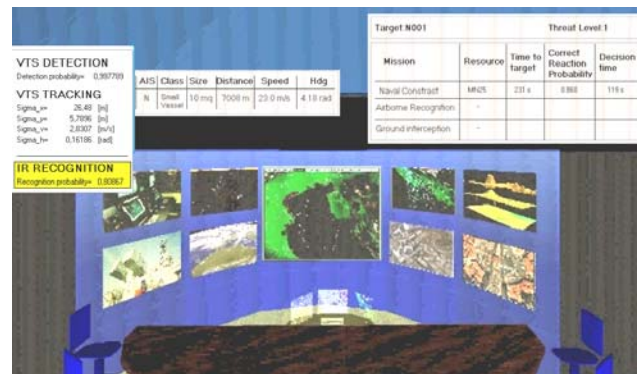 VTS DETECTION
Detection probability= 0,997789
VTS TRACKING
Sigma_x= 26,48 [m]
Sigma_y= 5,7896 [m]
Sigma_v= 2,8307 [m/s]
Sigma_h= 0,16186 [rad]
IR RECOGNITION
Recognition probability= 0,80867
AIS Class Size Distance Speed Hdg
N Small Vessel 10 mq 7008 m 23.0 m/s 4.18 rad
Target N001 Threat Level 1
Mission Resource Time to target Correct Reaction Probability Decision time
Naval Constract MN25 231 s 0.868 119 s
Airborne Recognition -
Ground interception -